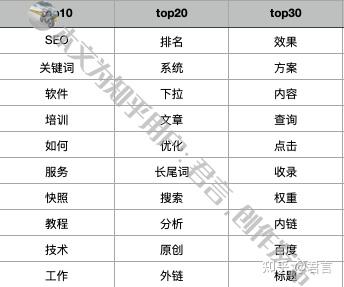 top10 top20 top30
SEO 排名 效果
关键词 系统 方案
软件 下拉 内容
培训 文章 查询
如何 优化 点击
服务 长尾词 收录
快照 搜索 权重
教程 分析 内链
技术 原创 百度
工作 外链 标题
本文为知乎用户：君言，创作发布
知乎 @君言